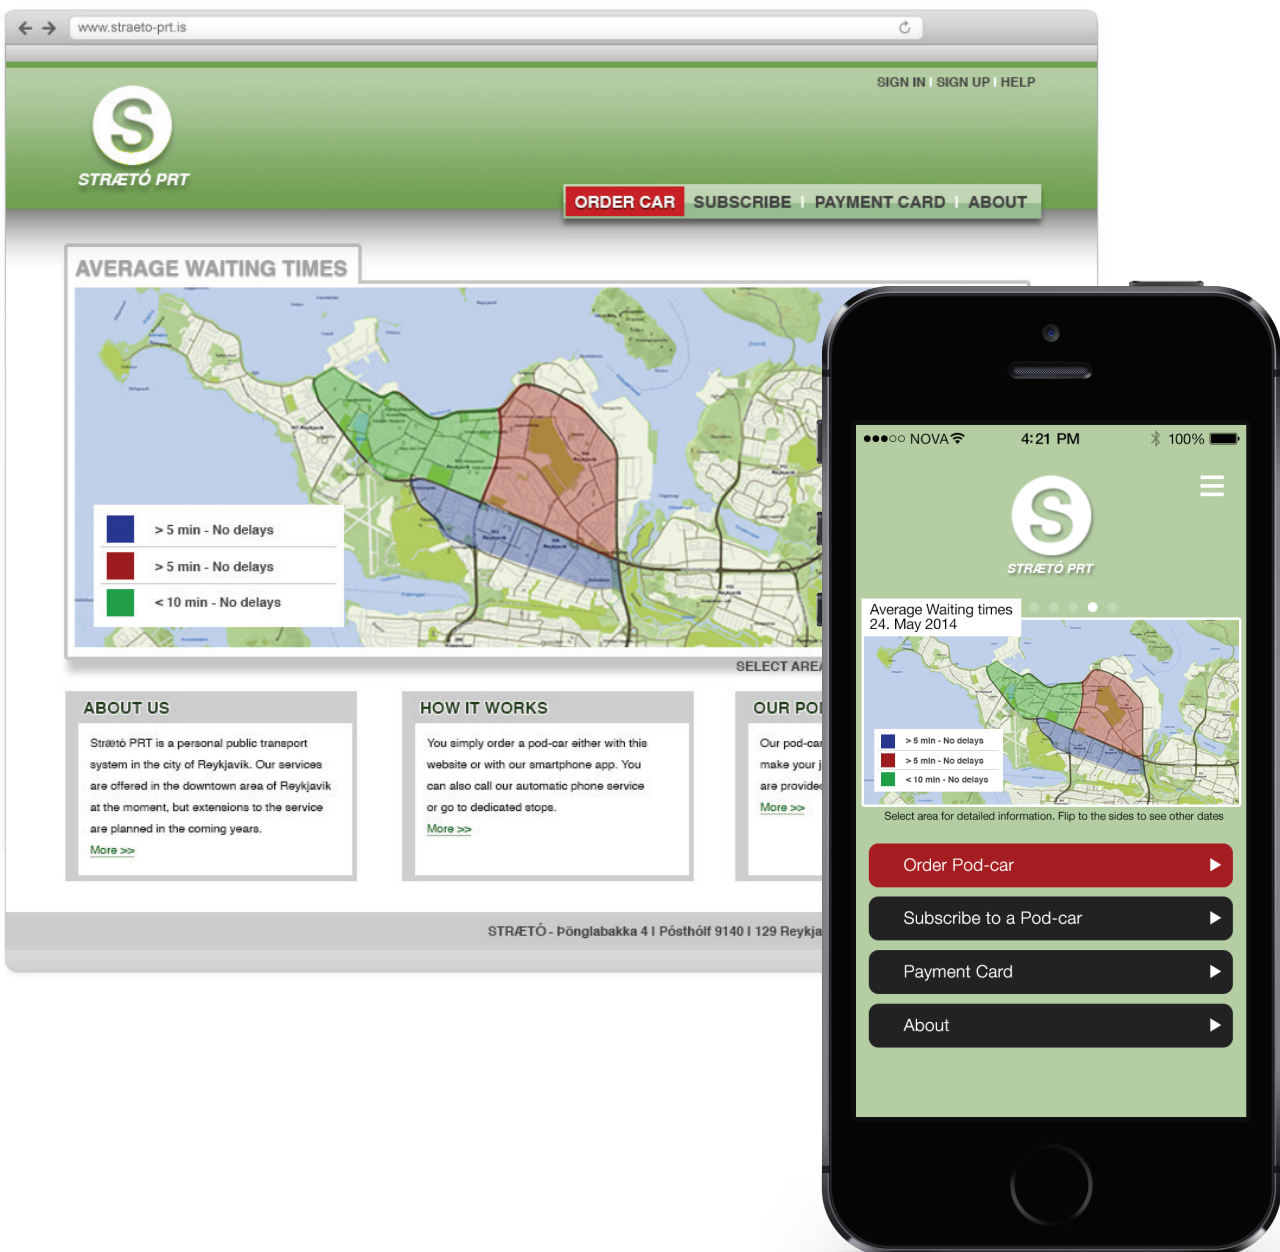 www.straeto-prt.is
SIGN IN | SIGN UP | HELP
S
STRÆTÓ PRT
ORDER CAR SUBSCRIBE | PAYMENT CARD | ABOUT
AVERAGE WAITING TIMES
> 5 min - No delays
> 5 min - No delays
< 10 min - No delays
SELECT AREA
ABOUT US
Strætó PRT is a personal public transport
system in the city of Reykjavik. Our services
are offered in the downtown area of Reykjavik
at the moment, but extensions to the service
are planned in the coming years.
More >>
HOW IT WORKS
You simply order a pod-car either with this
website or with our smartphone app. You
can also call our automatic phone service
or go to dedicated stops.
More >>
OUR PO
Our pod-car
make your j
are provided
More >>
STRÆTÓ - Þönglabakka 4 | Pósthólf 9140 | 129 Reykja
NOVA 4:21 PM 100%
S
STRÆTÓ PRT
Average Waiting times
24. May 2014
> 5 min - No delays
> 5 min - No delays
< 10 min - No delays
Select area for detailed information. Flip to the sides to see other dates
Order Pod-car
Subscribe to a Pod-car
Payment Card
About